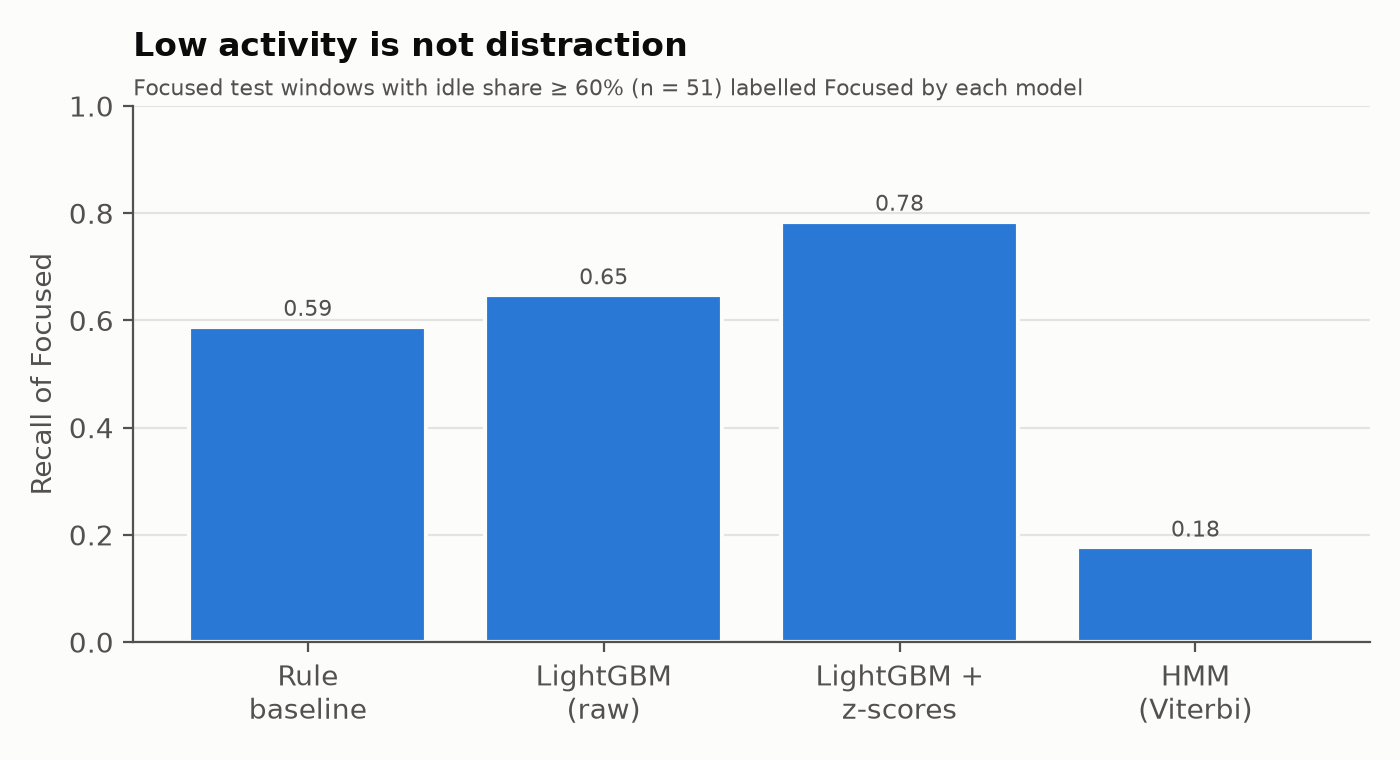 Low activity is not distraction
Focused test windows with idle share ≥ 60% (n = 51) labelled Focused by each model
Recall of Focused
1.0
0.8
0.6
0.4
0.2
0.0
0.59
0.65
0.78
0.18
Rule
baseline
LightGBM
(raw)
LightGBM +
z-scores
HMM
(Viterbi)